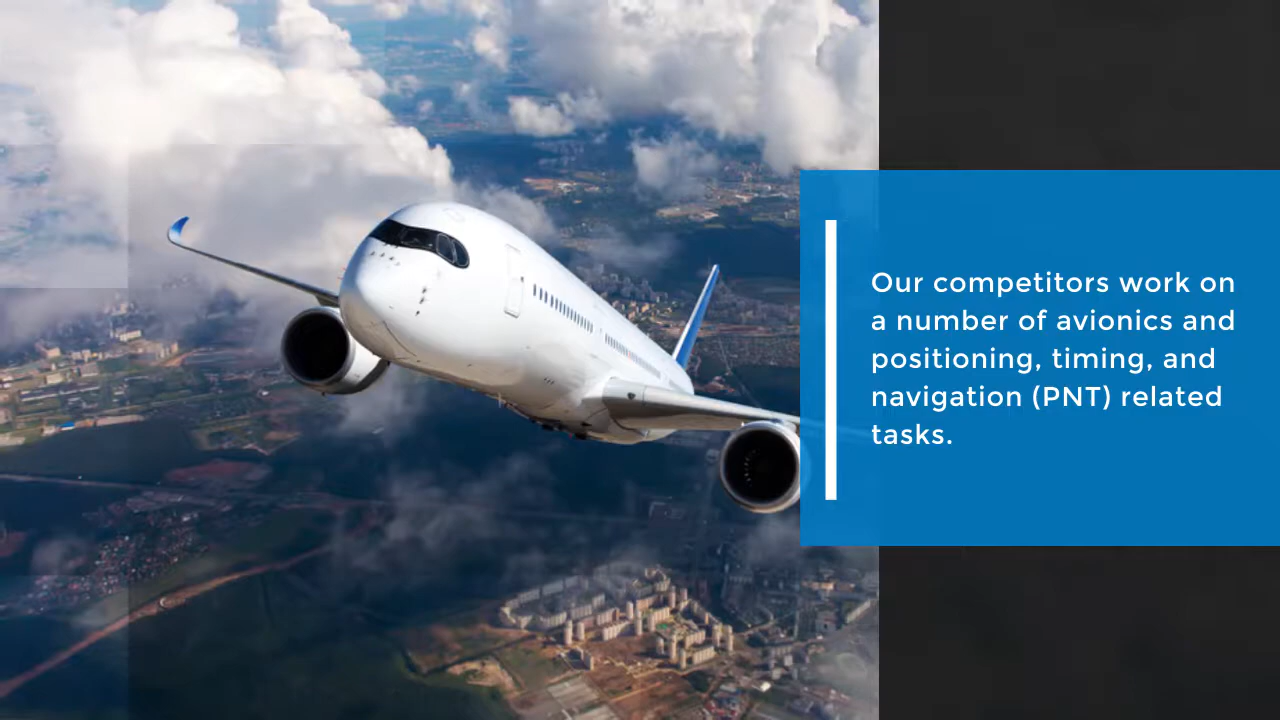 Our competitors work on
a number of avionics and
positioning, timing, and
navigation (PNT) related
tasks.